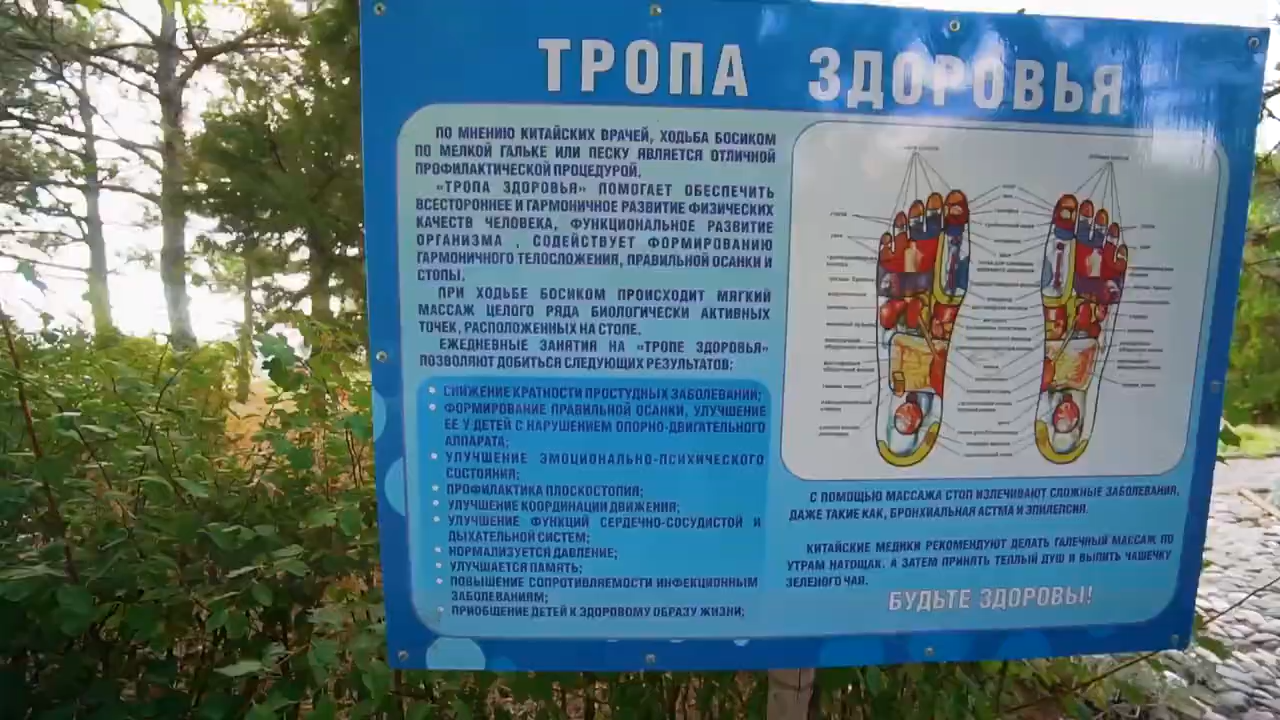 ТРОПА ЗДОРОВЬЯ
ПО МНЕНИЮ КИТАЙСКИХ ВРАЧЕЙ, ХОДЬБА БОСИКОМ
ПО МЕЛКОЙ ГАЛЬКЕ ИЛИ ПЕСКУ ЯВЛЯЕТСЯ ОТЛИЧНОЙ
ПРОФИЛАКТИЧЕСКОЙ ПРОЦЕДУРОЙ.
«ТРОПА ЗДОРОВЬЯ» ПОМОГАЕТ ОБЕСПЕЧИТЬ
ВСЕСТОРОННЕЕ И ГАРМОНИЧНОЕ РАЗВИТИЕ ФИЗИЧЕСКИХ
КАЧЕСТВ ЧЕЛОВЕКА, ФУНКЦИОНАЛЬНОЕ РАЗВИТИЕ
ОРГАНИЗМА , СОДЕЙСТВУЕТ ФОРМИРОВАНИЮ
ГАРМОНИЧНОГО ТЕЛОСЛОЖЕНИЯ, ПРАВИЛЬНОЙ ОСАНКИ И
СТОПЫ.
ПРИ ХОДЬБЕ БОСИКОМ ПРОИСХОДИТ МЯГКИЙ
МАССАЖ ЦЕЛОГО РЯДА БИОЛОГИЧЕСКИ АКТИВНЫХ
ТОЧЕК, РАСПОЛОЖЕННЫХ НА СТОПЕ.
ЕЖЕДНЕВНЫЕ ЗАНЯТИЯ НА «ТРОПЕ ЗДОРОВЬЯ»
ПОЗВОЛЯЮТ ДОБИТЬСЯ СЛЕДУЮЩИХ РЕЗУЛЬТАТОВ:
• СНИЖЕНИЕ КРАТНОСТИ ПРОСТУДНЫХ ЗАБОЛЕВАНИЙ;
• ФОРМИРОВАНИЕ ПРАВИЛЬНОЙ ОСАНКИ, УЛУЧШЕНИЕ
ЕЕ У ДЕТЕЙ С НАРУШЕНИЕМ ОПОРНО-ДВИГАТЕЛЬНОГО
АППАРАТА;
• УЛУЧШЕНИЕ ЭМОЦИОНАЛЬНО-ПСИХИЧЕСКОГО
СОСТОЯНИЯ;
• ПРОФИЛАКТИКА ПЛОСКОСТОПИЯ;
• УЛУЧШЕНИЕ КООРДИНАЦИИ ДВИЖЕНИЯ;
• УЛУЧШЕНИЕ ФУНКЦИЙ СЕРДЕЧНО-СОСУДИСТОЙ И
ДЫХАТЕЛЬНОЙ СИСТЕМ;
• НОРМАЛИЗУЕТСЯ ДАВЛЕНИЕ;
• УЛУЧШАЕТСЯ ПАМЯТЬ;
• ПОВЫШЕНИЕ СОПРОТИВЛЯЕМОСТИ ИНФЕКЦИОННЫМ
ЗАБОЛЕВАНИЯМ;
• ПРИОБЩЕНИЕ ДЕТЕЙ К ЗДОРОВОМУ ОБРАЗУ ЖИЗНИ;
С ПОМОЩЬЮ МАССАЖА СТОП ИЗЛЕЧИВАЮТ СЛОЖНЫЕ ЗАБОЛЕВАНИЯ,
ДАЖЕ ТАКИЕ КАК, БРОНХИАЛЬНАЯ АСТМА И ЭПИЛЕПСИЯ.
КИТАЙСКИЕ МЕДИКИ РЕКОМЕНДУЮТ ДЕЛАТЬ ГАЛЕЧНЫЙ МАССАЖ ПО
УТРАМ НАТОЩАК. А ЗАТЕМ ПРИНЯТЬ ТЕПЛЫЙ ДУШ И ВЫПИТЬ ЧАШЕЧКУ
ЗЕЛЕНОГО ЧАЯ.
БУДЬТЕ ЗДОРОВЫ!